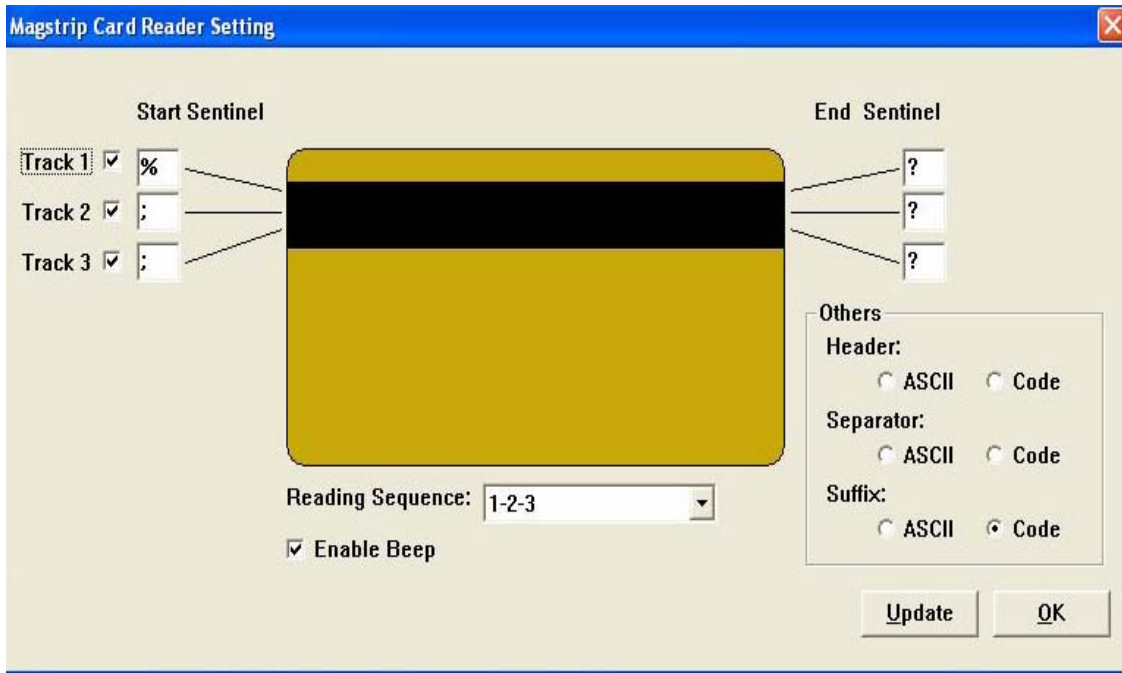 Magstrip Card Reader Setting
Start Sentinel
End Sentinel
Track 1 % ?
Track 2 ; ?
Track 3 ; ?
Others
Header:
ASCII Code
Separator:
ASCII Code
Suffix:
ASCII Code
Reading Sequence: 1-2-3
Enable Beep
Update OK